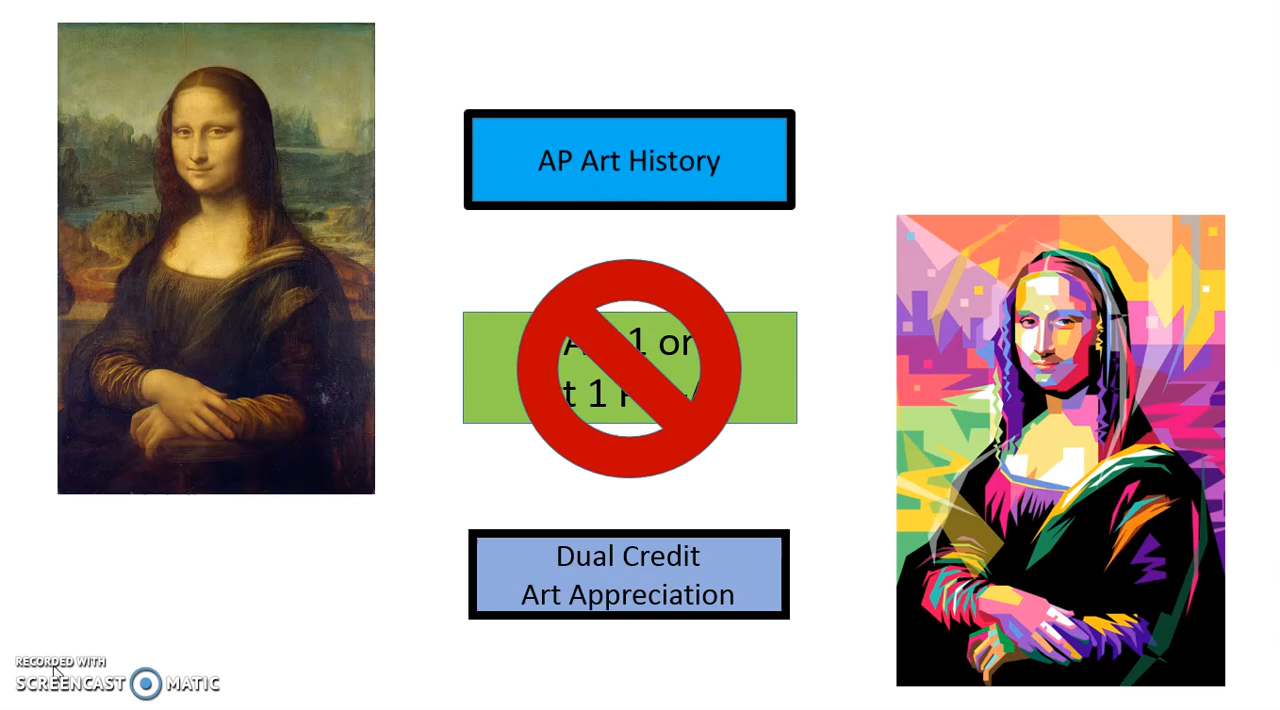 AP Art History
1 or
t 1
Dual Credit
Art Appreciation
RECORDED WITH
SCREENCAST MATIC